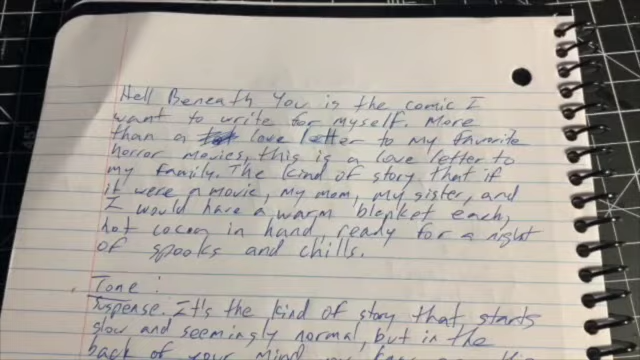 Hell Beneath You is the comic I
want to write for myself. More
than a love letter to my favorite
horror movies, this is a love letter to
my family. The kind of story that if
it were a movie, my mom, my sister, and
I would have a warm blanket each,
hot cocoa in hand, ready for a night
of spooks and chills.
Tone:
Suspense. It's the kind of story that starts
slow and seemingly normal, but in the
back of your mind